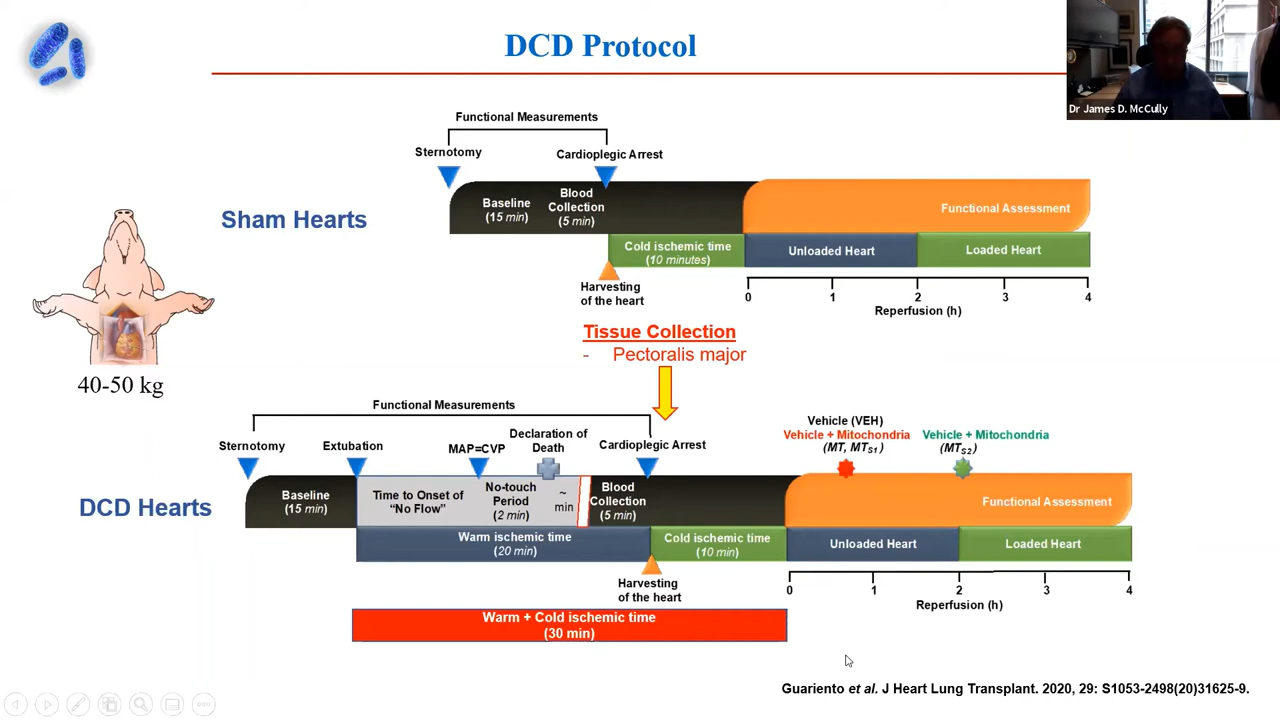 DCD Protocol
Dr James D. McCully
Functional Measurements
Sternotomy
Cardioplegic Arrest
Sham Hearts
Baseline
(15 min)
Blood
Collection
(5 min)
Functional Assessment
Cold ischemic time
(10 minutes)
Unloaded Heart
Loaded Heart
Harvesting
of the heart
0 1 2 3 4
Reperfusion (h)
40-50 kg
Tissue Collection
- Pectoralis major
Functional Measurements
Sternotomy
Extubation
MAP=CVP
Declaration of
Death
Cardioplegic Arrest
Vehicle (VEH)
Vehicle + Mitochondria
(MT, MTS1)
Vehicle + Mitochondria
(MTS2)
DCD Hearts
Baseline
(15 min)
Time to Onset of
“No Flow”
No-touch
Period
(2 min)
~
min
Blood
Collection
(5 min)
Functional Assessment
Warm ischemic time
(20 min)
Cold ischemic time
(10 min)
Unloaded Heart
Loaded Heart
Harvesting
of the heart
0 1 2 3 4
Reperfusion (h)
Warm + Cold ischemic time
(30 min)
Guariento et al. J Heart Lung Transplant. 2020, 29: S1053-2498(20)31625-9.